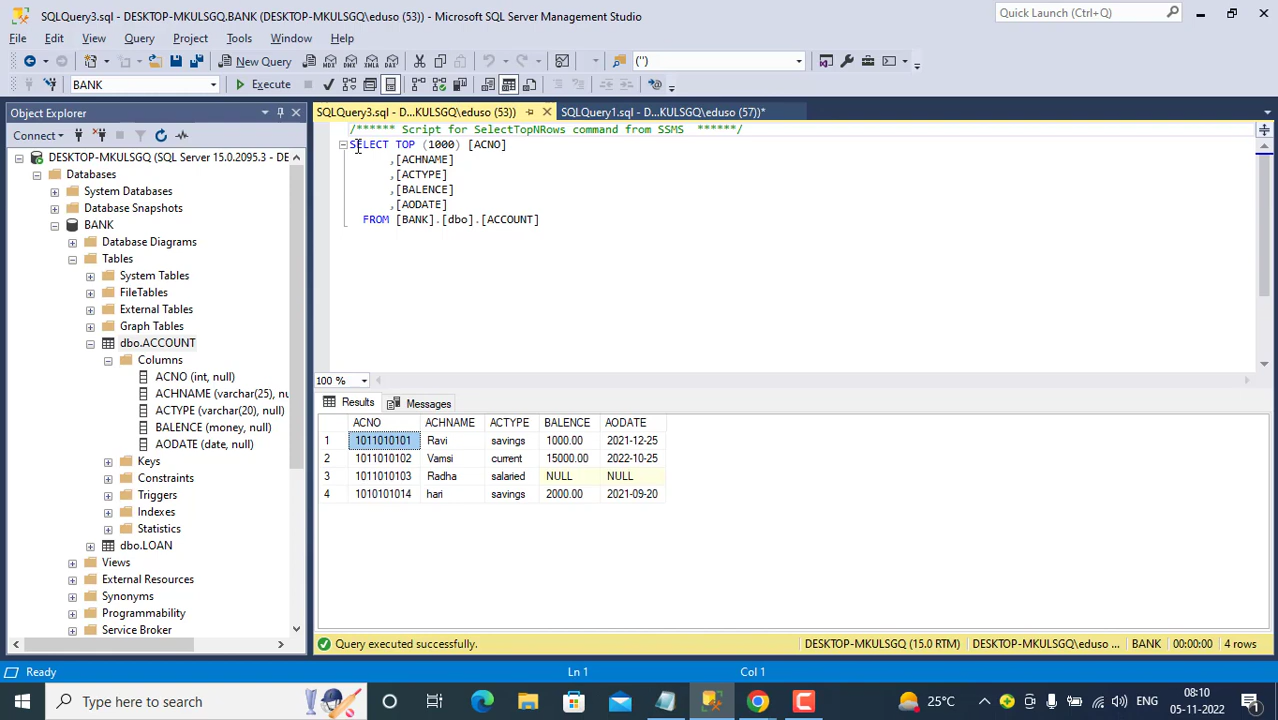 SQLQuery3.sql - DESKTOP-MKULSGQ.BANK (DESKTOP-MKULSGQ\eduso (53)) - Microsoft SQL Server Management Studio
Quick Launch (Ctrl+Q)
File Edit View Query Project Tools Window Help
New Query
MDX DMX XMLA DAX
('')
BANK
Execute
Object Explorer
Connect
DESKTOP-MKULSGQ (SQL Server 15.0.2095.3 - DESKTOP
Databases
System Databases
Database Snapshots
BANK
Database Diagrams
Tables
System Tables
FileTables
External Tables
Graph Tables
dbo.ACCOUNT
Columns
ACNO (int, null)
ACHNAME (varchar(25), nu
ACTYPE (varchar(20), null)
BALENCE (money, null)
AODATE (date, null)
Keys
Constraints
Triggers
Indexes
Statistics
dbo.LOAN
Views
External Resources
Synonyms
Programmability
Service Broker
SQLQuery3.sql - D...KULSGQ\eduso (53))
SQLQuery1.sql - D...KULSGQ\eduso (57))*
/****** Script for SelectTopNRows command from SSMS ******/
SELECT TOP (1000) [ACNO]
,[ACHNAME]
,[ACTYPE]
,[BALENCE]
,[AODATE]
FROM [BANK].[dbo].[ACCOUNT]
100 %
Results Messages
ACNO ACHNAME ACTYPE BALENCE AODATE
1 1011010101 Ravi savings 1000.00 2021-12-25
2 1011010102 Vamsi current 15000.00 2022-10-25
3 1011010103 Radha salaried NULL NULL
4 1010101014 hari savings 2000.00 2021-09-20
Query executed successfully.
DESKTOP-MKULSGQ (15.0 RTM) DESKTOP-MKULSGQ\eduso ... BANK 00:00:00 4 rows
Ready Ln 1 Col 1
Type here to search
25°C
ENG
08:10
05-11-2022
1